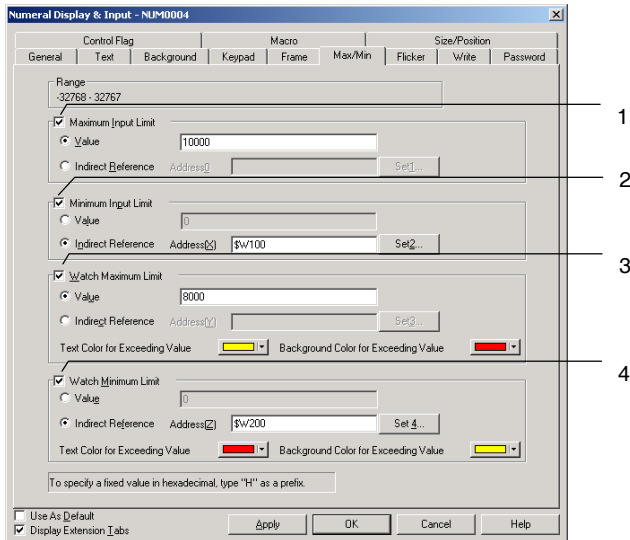 Numeral Display & Input - NUM0004
Control Flag Macro Size/Position
General Text Background Keypad Frame Max/Min Flicker Write Password
Range
-32768 - 32767
1
Maximum Input Limit
Value 10000
Indirect Reference Address0 Set1...
2
Minimum Input Limit
Value 0
Indirect Reference Address(X) $W100 Set2...
3
Watch Maximum Limit
Value 8000
Indirect Reference Address(Y) Set3...
Text Color for Exceeding Value Background Color for Exceeding Value
4
Watch Minimum Limit
Value 0
Indirect Reference Address(Z) $W200 Set 4...
Text Color for Exceeding Value Background Color for Exceeding Value
To specify a fixed value in hexadecimal, type "H" as a prefix.
Use As Default
Display Extension Tabs
Apply OK Cancel Help